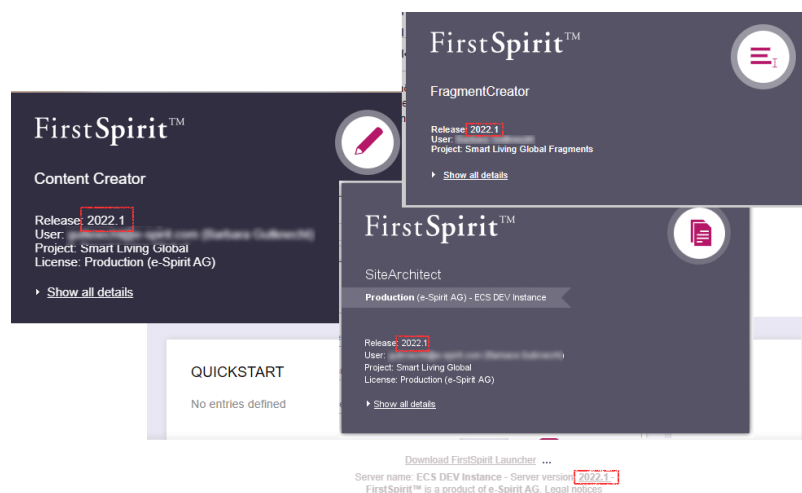 FirstSpirit™
FragmentCreator
Release: 2022.1
User:
Project: Smart Living Global Fragments
Show all details
FirstSpirit™
Content Creator
Release: 2022.1
User:
Project: Smart Living Global
License: Production (e-Spirit AG)
Show all details
FirstSpirit™
SiteArchitect
Production (e-Spirit AG) - ECS DEV Instance
Release: 2022.1
User:
Project: Smart Living Global
License: Production (e-Spirit AG)
Show all details
QUICKSTART
No entries defined
Download FirstSpirit Launcher ...
Server name: ECS DEV Instance - Server version 2022.1 -
FirstSpirit™ is a product of e-Spirit AG. Legal notices